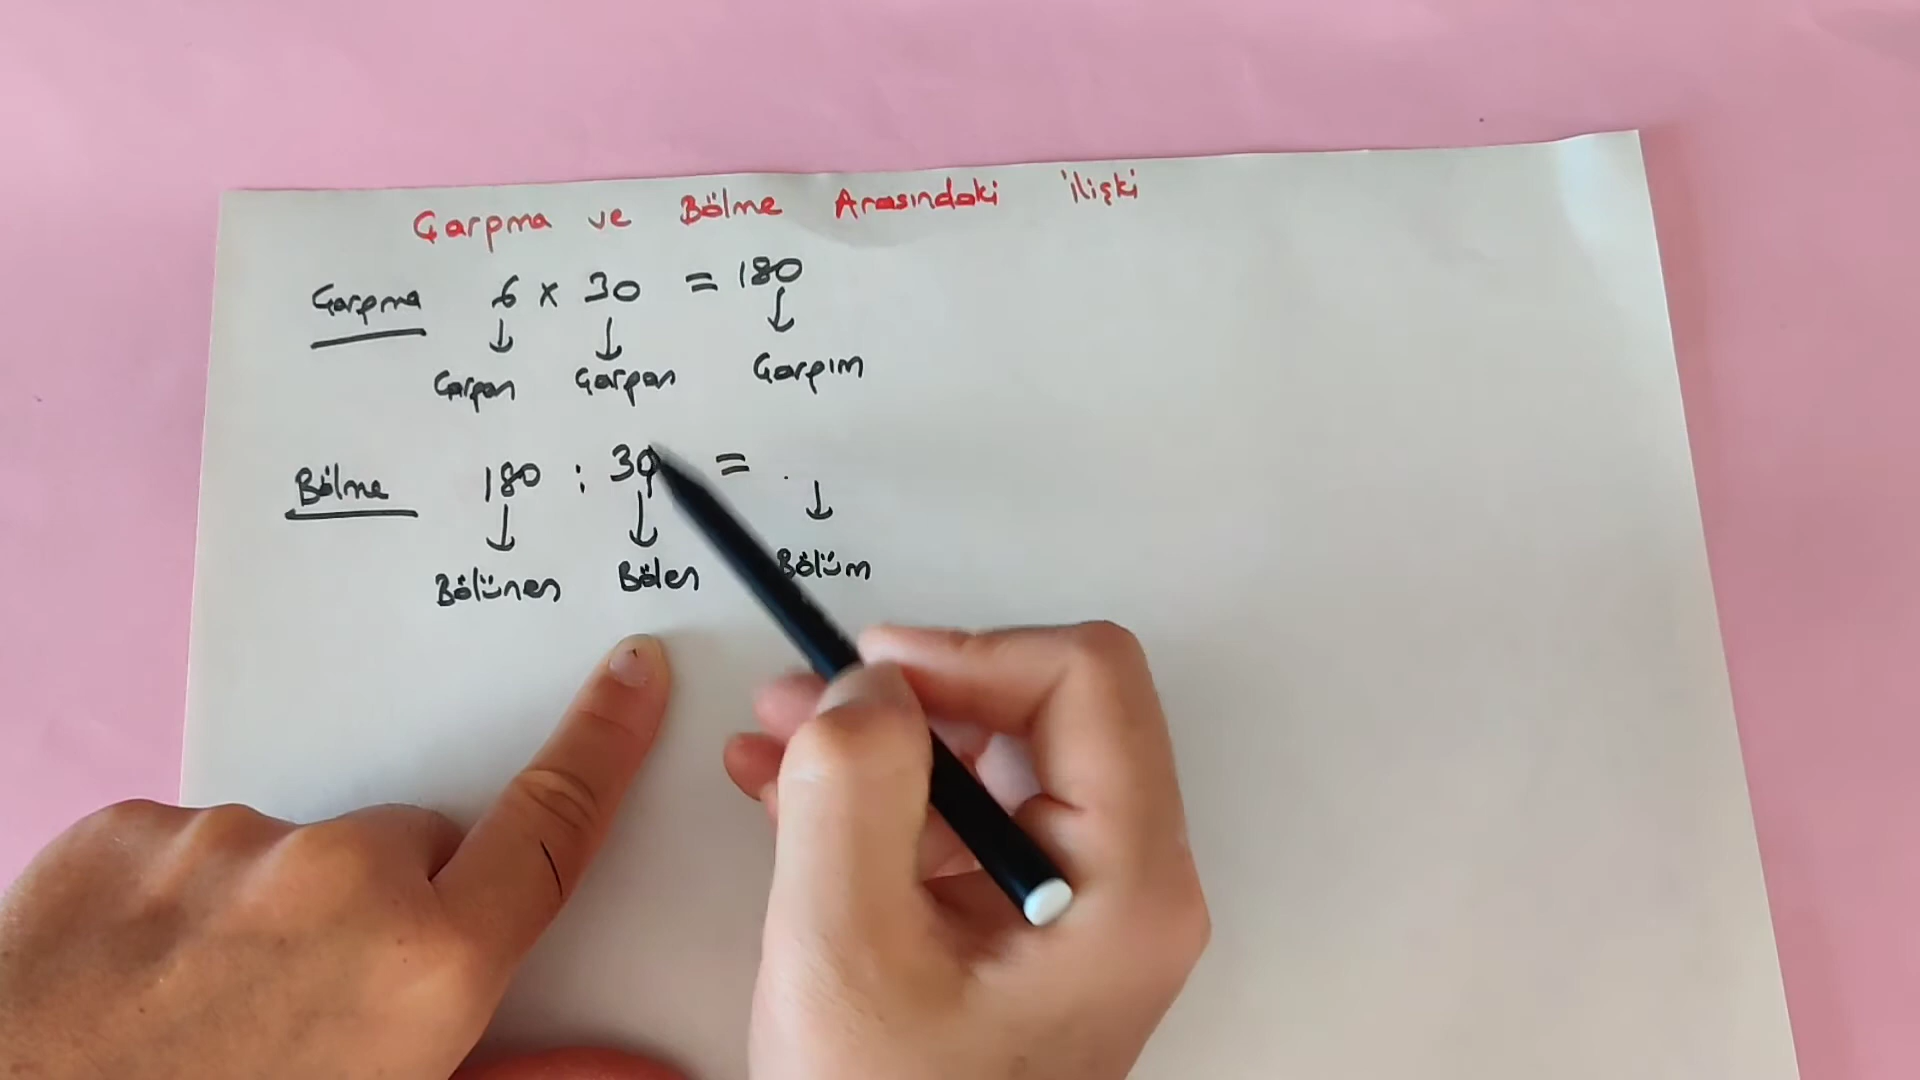 Çarpma ve Bölme Arasındaki İlişki
Çarpma 6 x 30 = 180
↓ ↓ ↓
Çarpan Çarpan Çarpım
Bölme 180 : 30 =
↓ ↓ ↓
Bölünen Bölen Bölüm